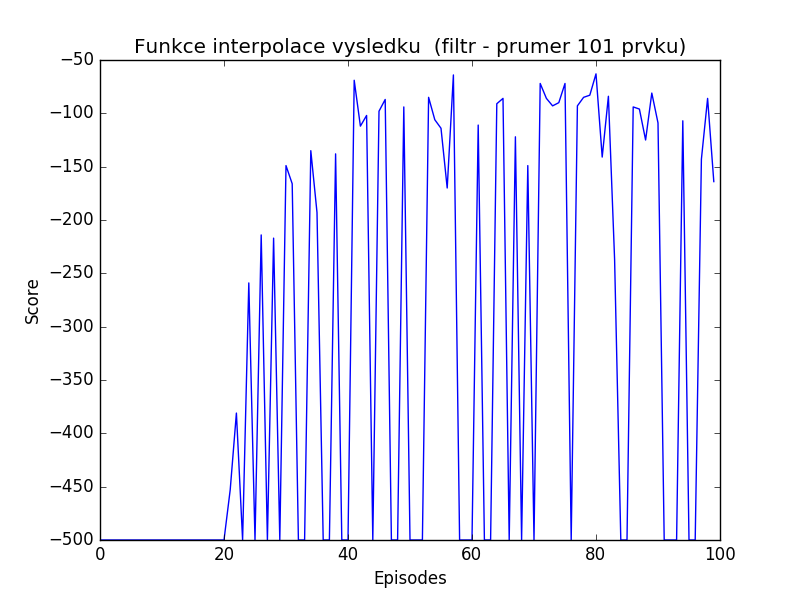 Funkce interpolace vysledku (filtr - prumer 101 prvku)
−50
−100
−150
−200
−250
−300
−350
−400
−450
−500
Score
0 20 40 60 80 100
Episodes